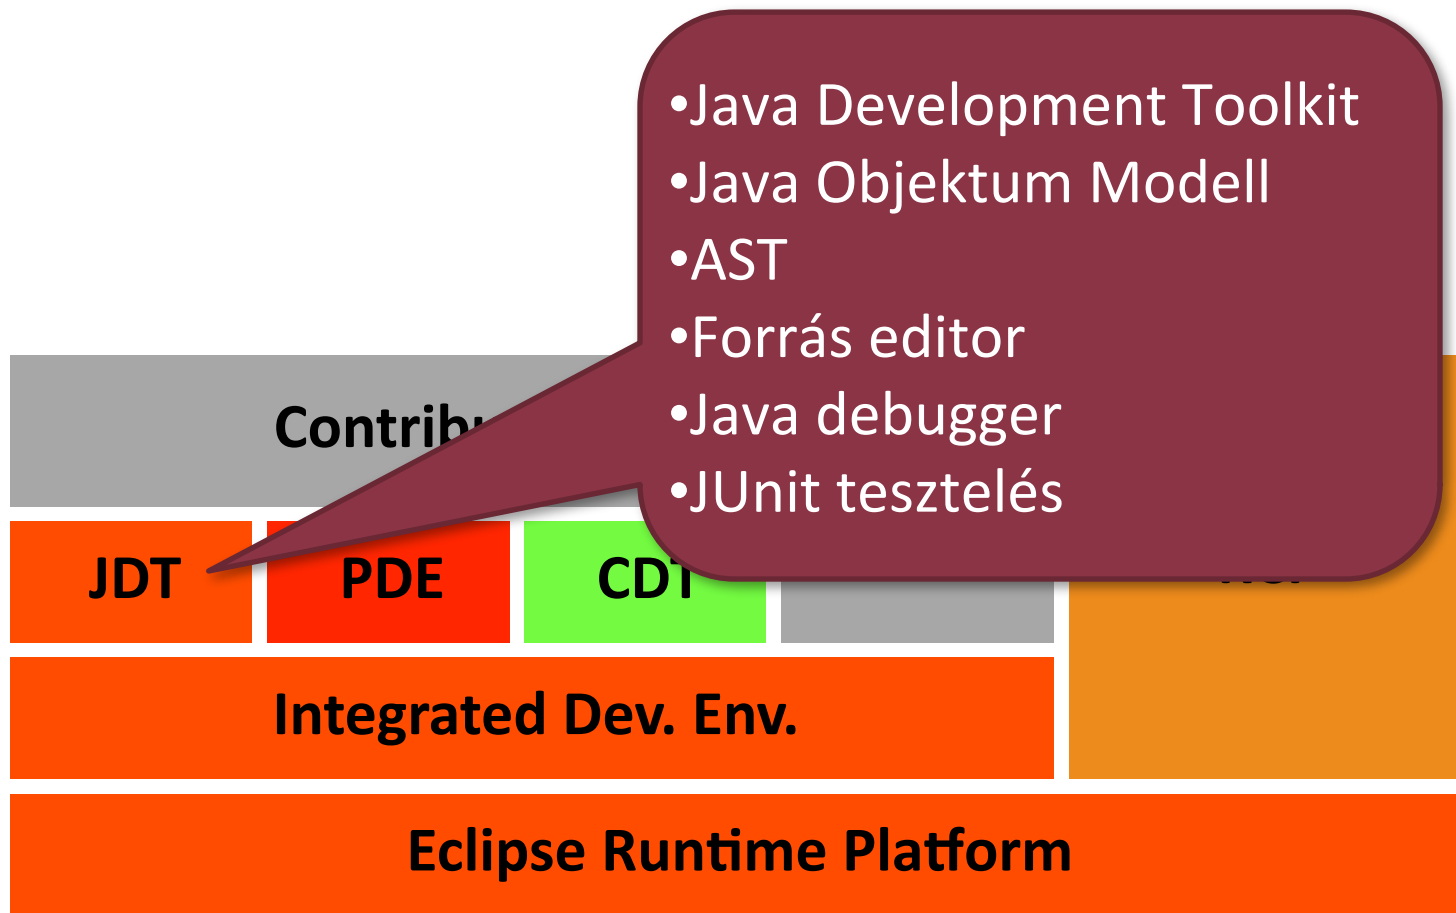 •Java Development Toolkit
•Java Objektum Modell
•AST
•Forrás editor
•Java debugger
•JUnit tesztelés
JDT
PDE
CDT
Integrated Dev. Env.
Eclipse Runtime Platform